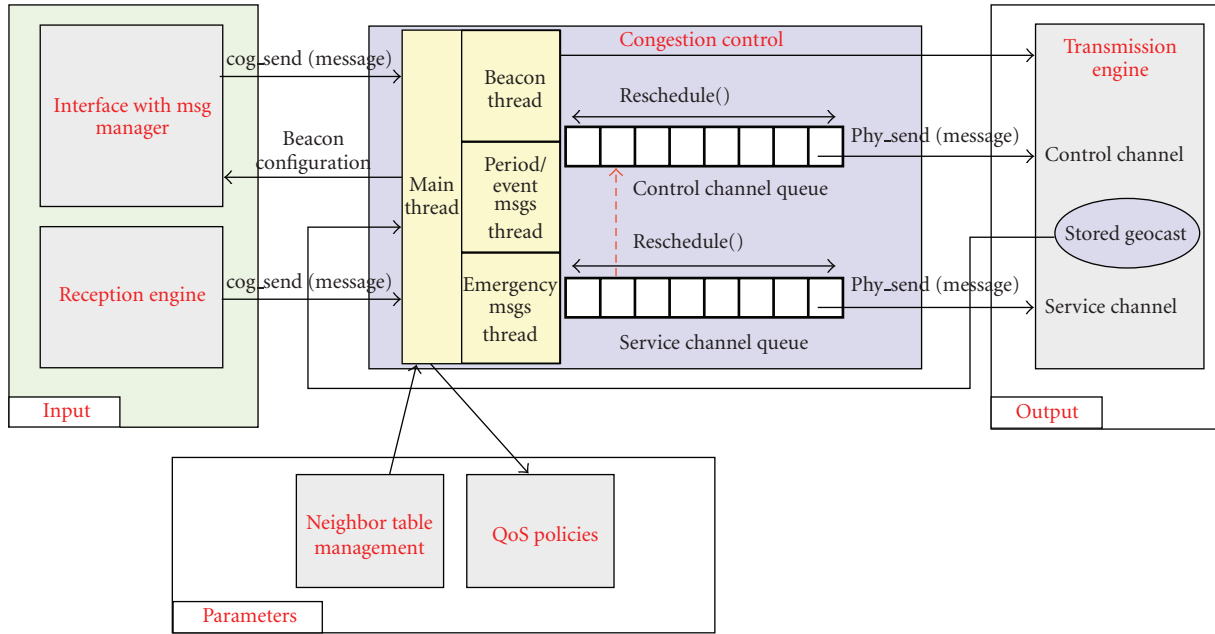 cog_send (message)
Interface with msg
manager
Beacon
configuration
Reception engine
cog_send (message)
Input
Main
thread
Beacon
thread
Period/
event
msgs
thread
Emergency
msgs
thread
Congestion control
Reschedule()
Control channel queue
Reschedule()
Service channel queue
Phy_send (message)
Phy_send (message)
Transmission
engine
Control channel
Stored geocast
Service channel
Output
Neighbor table
management
QoS policies
Parameters